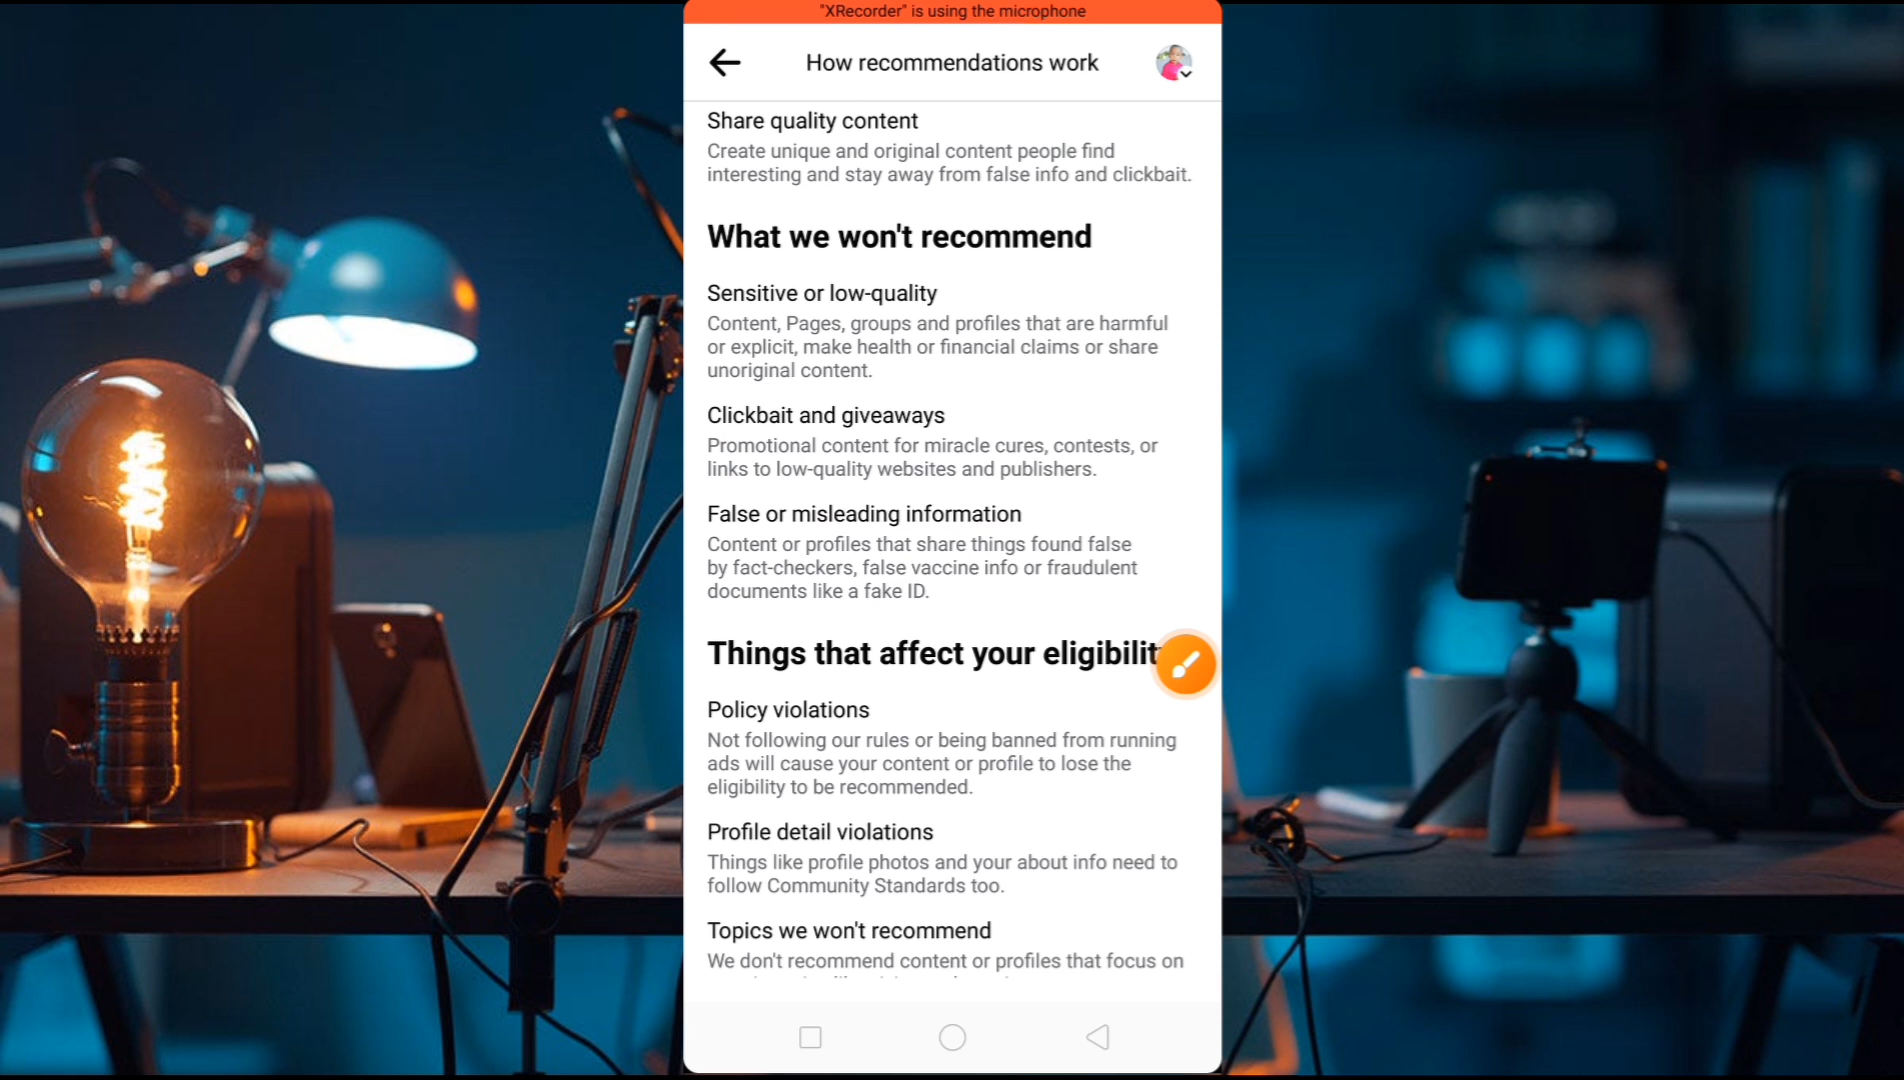 "XRecorder" is using the microphone
How recommendations work
Share quality content
Create unique and original content people find
interesting and stay away from false info and clickbait.
What we won't recommend
Sensitive or low-quality
Content, Pages, groups and profiles that are harmful
or explicit, make health or financial claims or share
unoriginal content.
Clickbait and giveaways
Promotional content for miracle cures, contests, or
links to low-quality websites and publishers.
False or misleading information
Content or profiles that share things found false
by fact-checkers, false vaccine info or fraudulent
documents like a fake ID.
Things that affect your eligibilit
Policy violations
Not following our rules or being banned from running
ads will cause your content or profile to lose the
eligibility to be recommended.
Profile detail violations
Things like profile photos and your about info need to
follow Community Standards too.
Topics we won't recommend
We don't recommend content or profiles that focus on